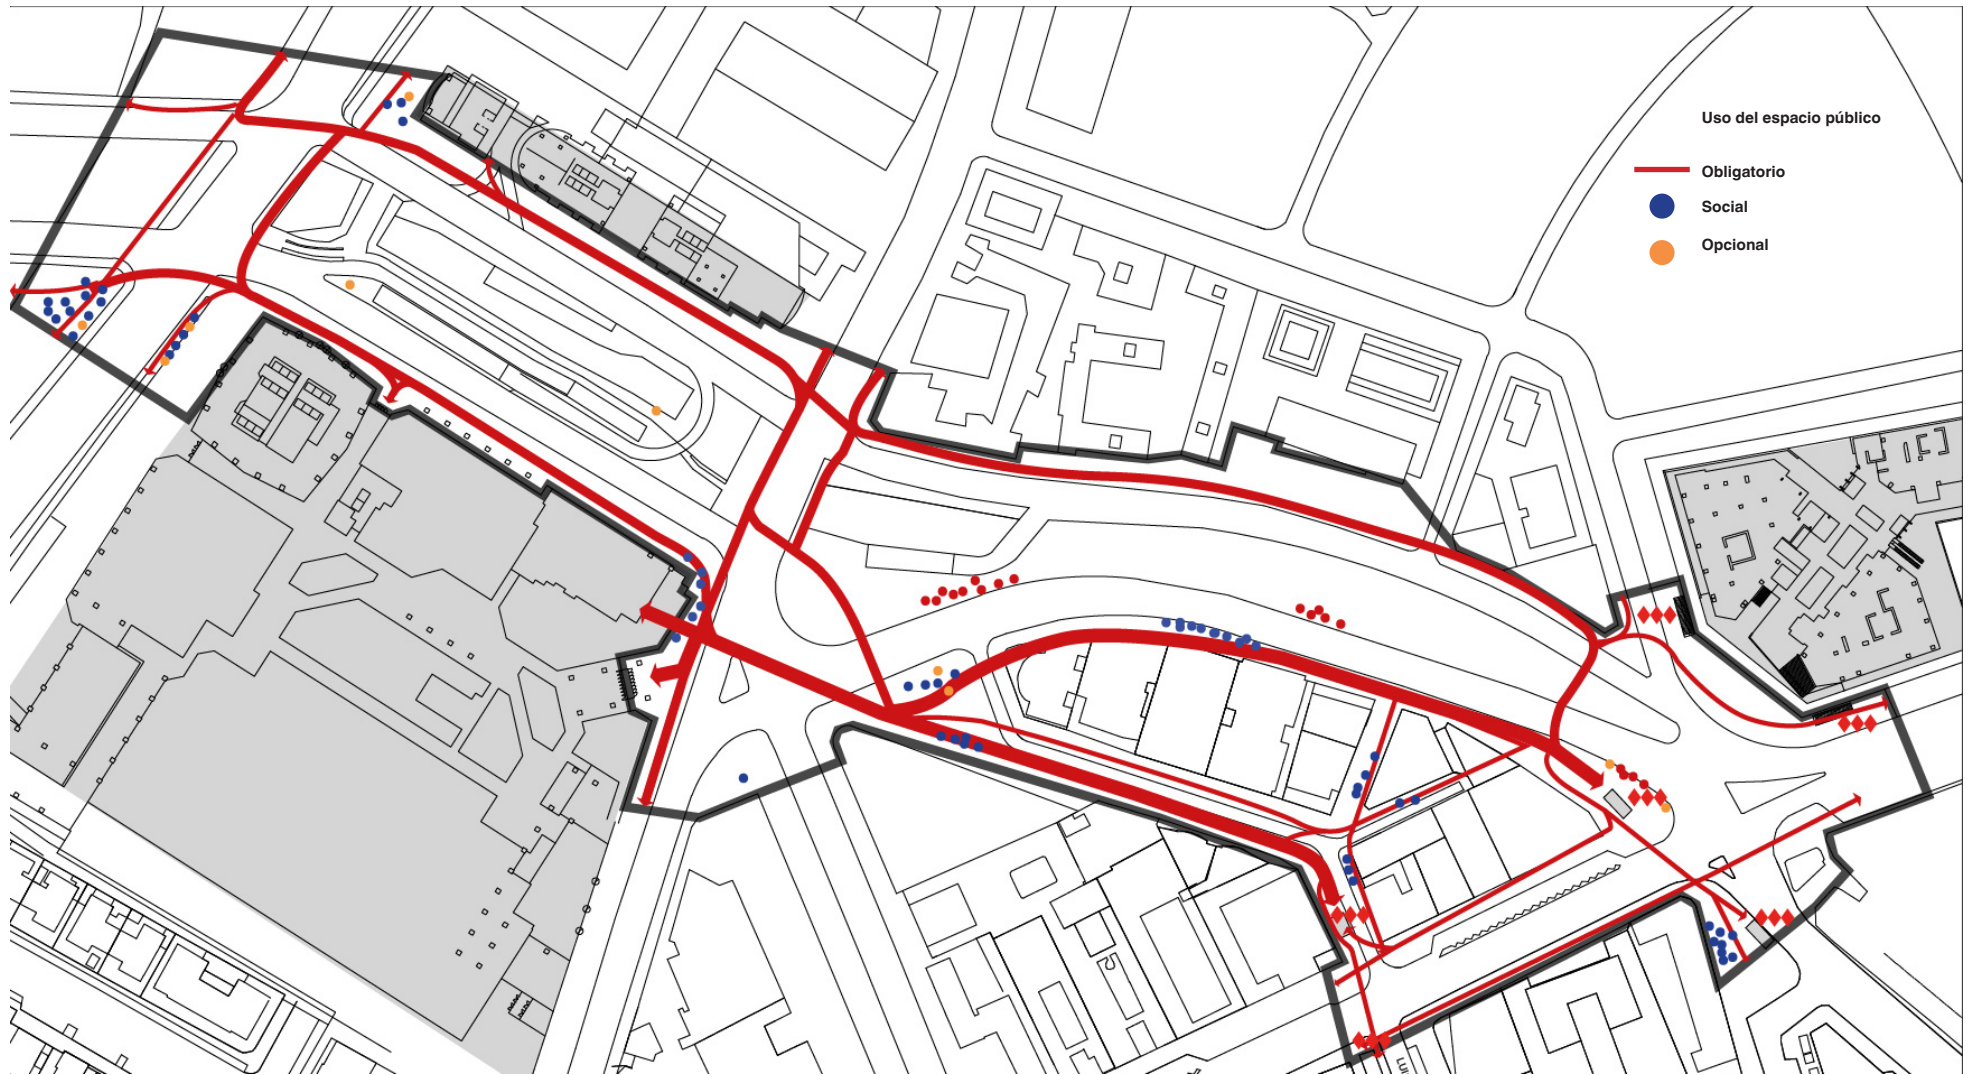 Uso del espacio público
Obligatorio
Social
Opcional